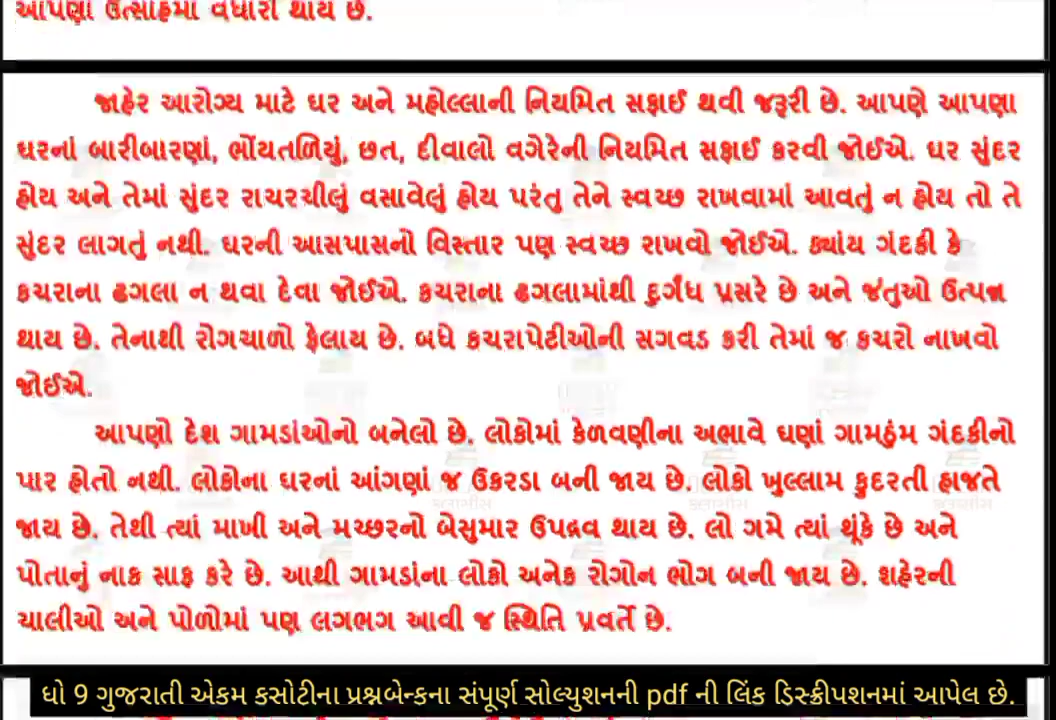 આપણા ઉત્સાહમાં વધારો થાય છે.
જાહેર આરોગ્ય માટે ઘર અને મહોલ્લાની નિયમિત સફાઈ થવી જરૂરી છે. આપણે આપણા
ઘરનાં બારીબારણાં, ભોંયતળિયું, છત, દીવાલો વગેરેની નિયમિત સફાઈ કરવી જોઈએ. ઘર સુંદર
હોય અને તેમાં સુંદર રાચરચીલું વસાવેલું હોય પરંતુ તેને સ્વચ્છ રાખવામાં આવતું ન હોય તો તે
સુંદર લાગતું નથી. ઘરની આસપાસનો વિસ્તાર પણ સ્વચ્છ રાખવો જોઈએ. ક્યાંય ગંદકી કે
કચરાના ઢગલા ન થવા દેવા જોઈએ. કચરાના ઢગલામાંથી દુર્ગંધ પ્રસરે છે અને જંતુઓ ઉત્પન્ન
થાય છે. તેનાથી રોગચાળો ફેલાય છે. બધે કચરાપેટીઓની સગવડ કરી તેમાં જ કચરો નાખવો
જોઈએ.
આપણો દેશ ગામડાંઓનો બનેલો છે. લોકોમાં કેળવણીના અભાવે ઘણાં ગામઠુંમ ગંદકીનો
પાર હોતો નથી. લોકોના ઘરનાં આંગણાં જ ઉકરડા બની જાય છે. લોકો ખુલ્લામ કુદરતી હાજતે
જાય છે. તેથી ત્યાં માખી અને મચ્છરનો બેસુમાર ઉપદ્રવ થાય છે. લો ગમે ત્યાં થૂંકે છે અને
પોતાનું નાક સાફ કરે છે. આથી ગામડાંના લોકો અનેક રોગોન ભોગ બની જાય છે. શહેરની
ચાલીઓ અને પોળોમાં પણ લગભગ આવી જ સ્થિતિ પ્રવર્તે છે.
ધો 9 ગુજરાતી એકમ કસોટીના પ્રશ્નબેન્કના સંપૂર્ણ સોલ્યુશનની pdf ની લિંક ડિસ્ક્રીપશનમાં આપેલ છે.